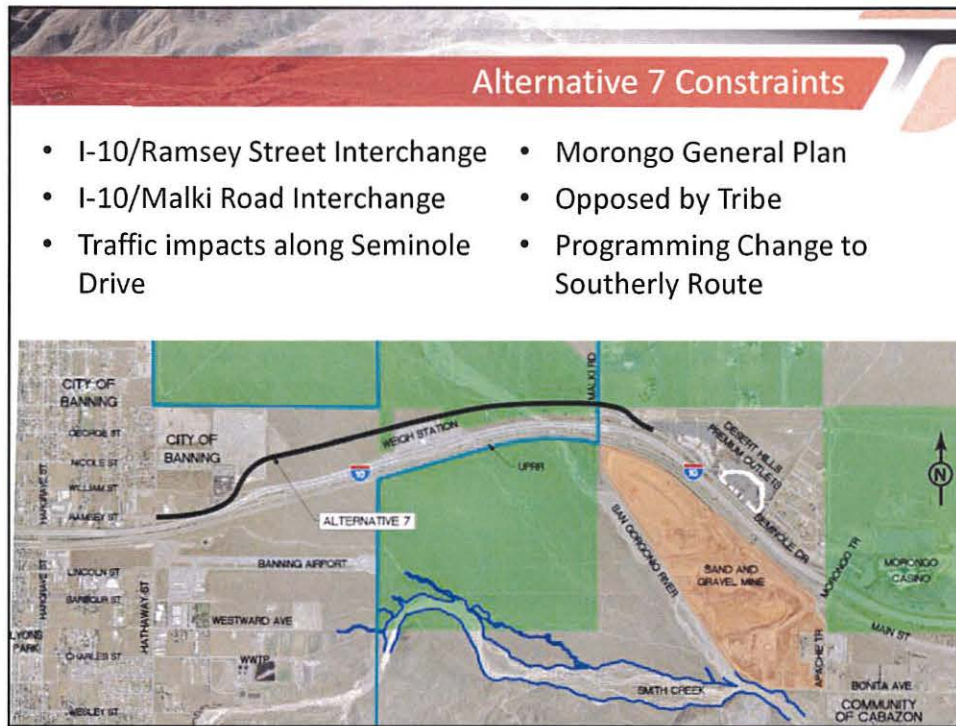 Alternative 7 Constraints
• I-10/Ramsey Street Interchange
• I-10/Malki Road Interchange
• Traffic impacts along Seminole
Drive
• Morongo General Plan
• Opposed by Tribe
• Programming Change to
Southerly Route
CITY OF
BANNING
GEORGE ST
NICOLE ST
WILLIAM ST
RAMSEY ST
HARGRAVE ST
CITY OF
BANNING
WEIGH STATION
10
UPRR
MALKI RD
DESERT HILLS
PREMIUM OUTLETS
10
SEMINOLE DR
N
ALTERNATIVE 7
LINCOLN ST
BARBOUR ST
HARGRAVE ST
HATHAWAY ST
BANNING AIRPORT
WESTWARD AVE
SAN GORGONIO RIVER
SAND AND
GRAVEL MINE
MORONGO TR
MORONGO
CASINO
MAIN ST
LYONS
PARK
CHARLES ST
WWTP
WESLEY ST
SMITH CREEK
APACHE TR
BONITA AVE
COMMUNITY
OF CABAZON